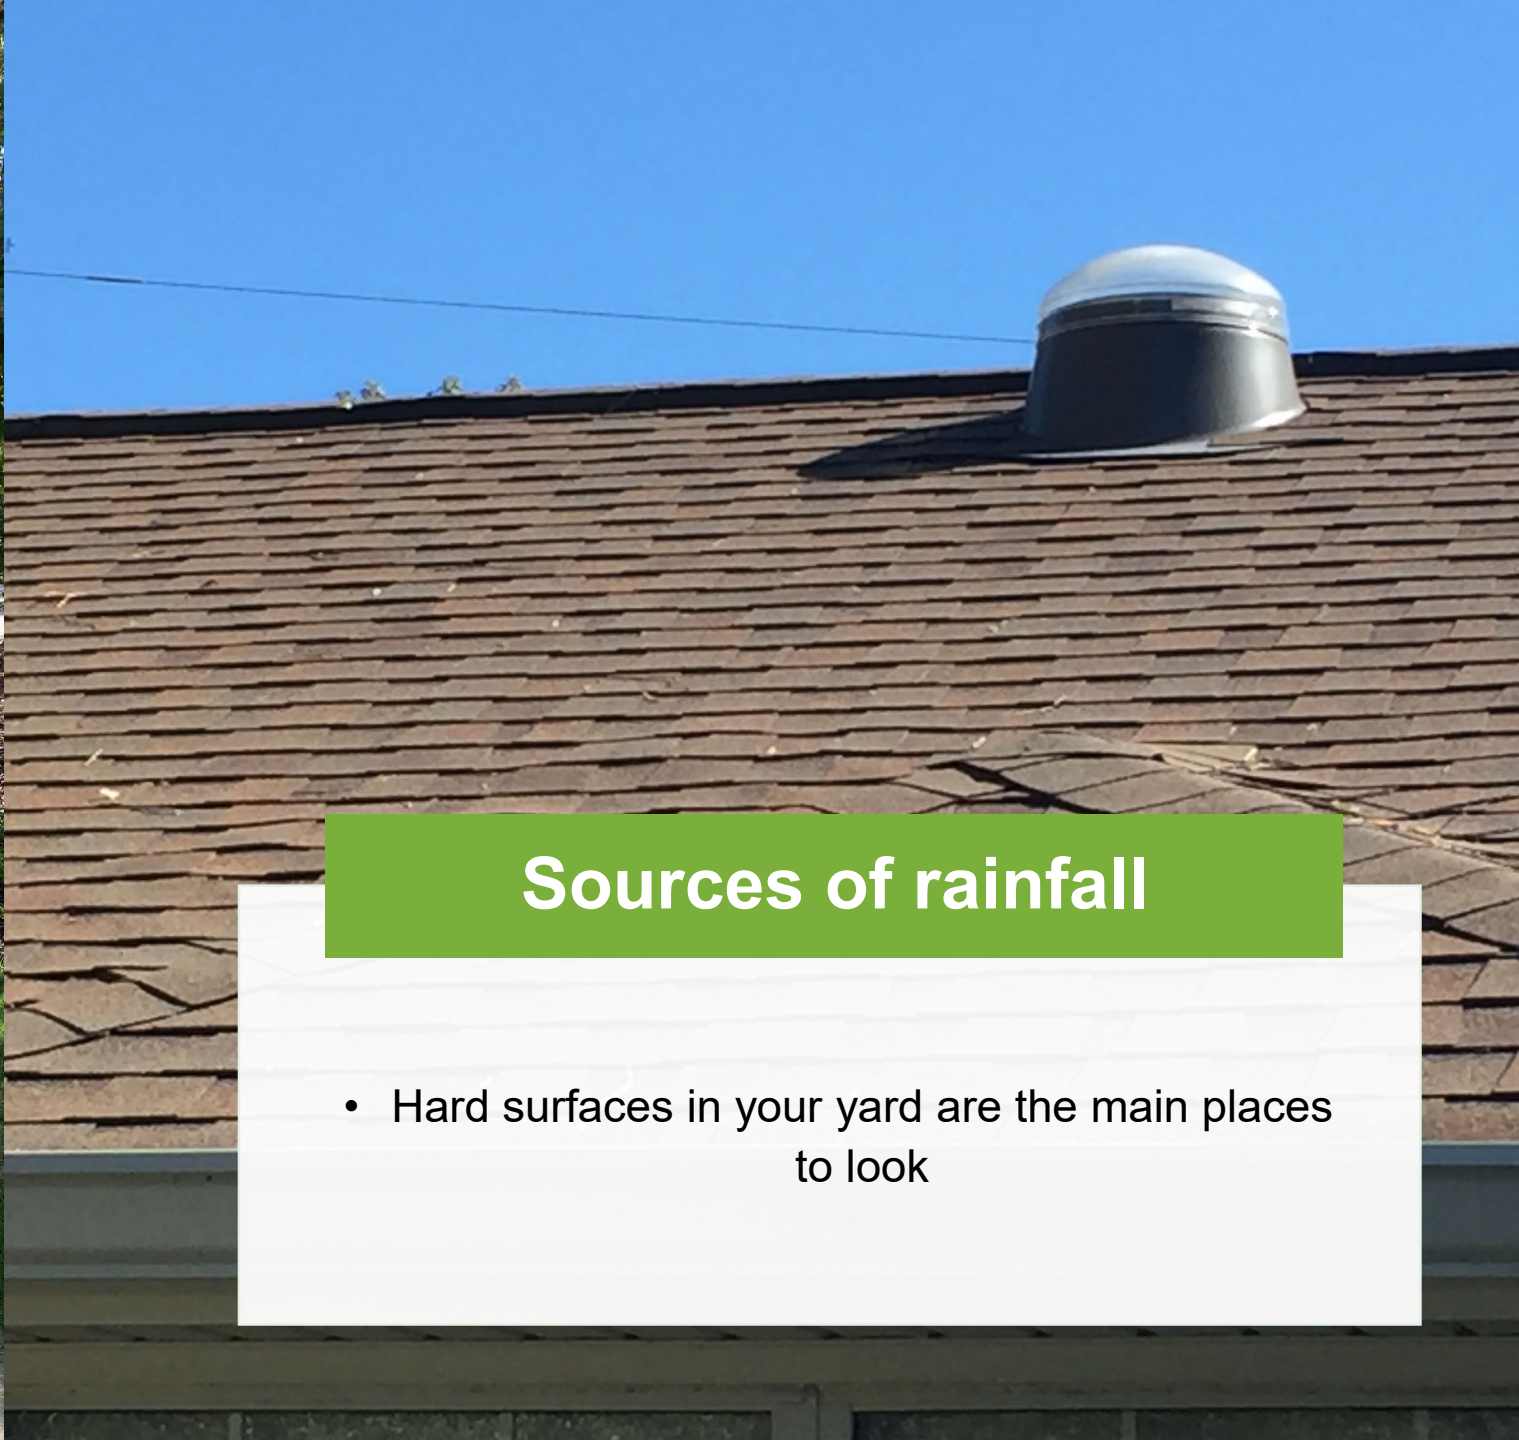 Sources of rainfall
• Hard surfaces in your yard are the main places
to look